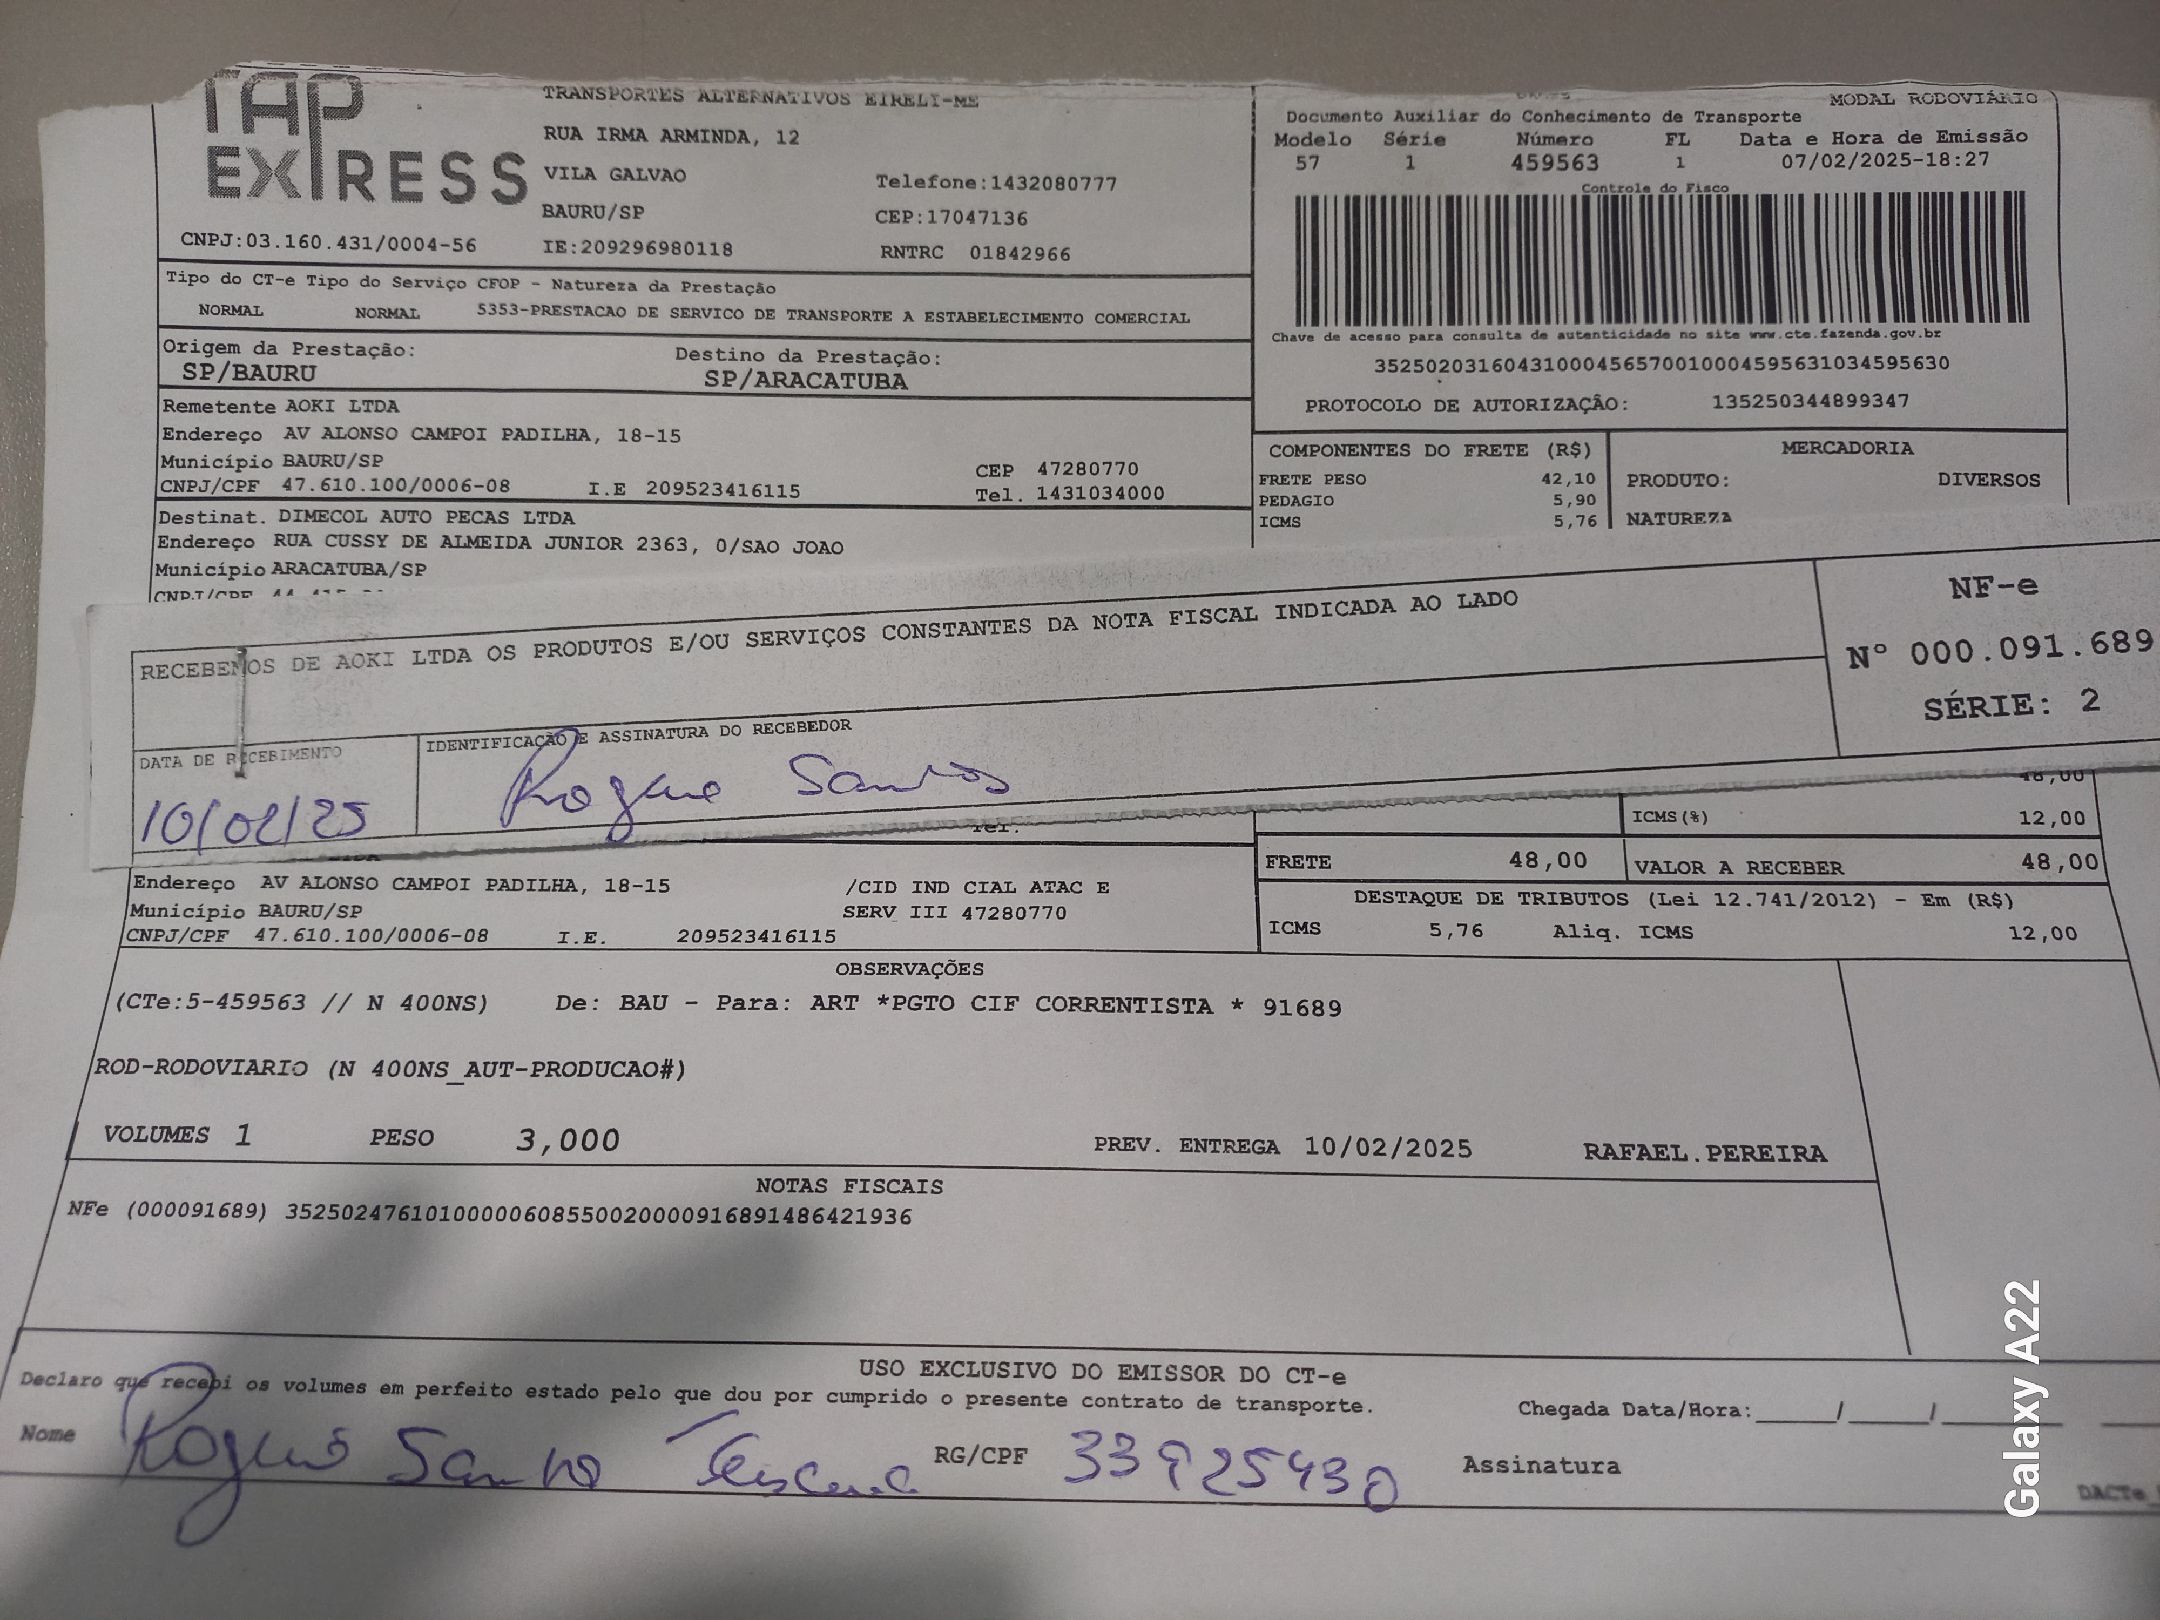 TAP EXPRESS
TRANSPORTES ALTERNATIVOS EIRELI-ME
RUA IRMA ARMINDA, 12
VILA GALVAO Telefone:1432080777
BAURU/SP CEP:17047136
CNPJ:03.160.431/0004-56 IE:209296980118 RNTRC 01842966
MODAL RODOVIÁRIO
Documento Auxiliar do Conhecimento de Transporte
Modelo Série Número FL Data e Hora de Emissão
57 1 459563 1 07/02/2025-18:27
Controle do Fisco
Chave de acesso para consulta de autenticidade no site www.cte.fazenda.gov.br
35250203160431000456570010004595631034595630
PROTOCOLO DE AUTORIZAÇÃO: 135250344899347
Tipo do CT-e Tipo do Serviço CFOP - Natureza da Prestação
NORMAL NORMAL 5353-PRESTACAO DE SERVICO DE TRANSPORTE A ESTABELECIMENTO COMERCIAL
Origem da Prestação: Destino da Prestação:
SP/BAURU SP/ARACATUBA
Remetente AOKI LTDA
Endereço AV ALONSO CAMPOI PADILHA, 18-15
Município BAURU/SP CEP 47280770
CNPJ/CPF 47.610.100/0006-08 I.E 209523416115 Tel. 1431034000
Destinat. DIMECOL AUTO PECAS LTDA
Endereço RUA CUSSY DE ALMEIDA JUNIOR 2363, 0/SAO JOAO
Município ARACATUBA/SP
CNPJ/CPF
COMPONENTES DO FRETE (R$) MERCADORIA
FRETE PESO 42,10 PRODUTO: DIVERSOS
PEDAGIO 5,90
ICMS 5,76 NATUREZA
RECEBEMOS DE AOKI LTDA OS PRODUTOS E/OU SERVIÇOS CONSTANTES DA NOTA FISCAL INDICADA AO LADO
NF-e
Nº 000.091.689
SÉRIE: 2
DATA DE RECEBIMENTO IDENTIFICAÇÃO E ASSINATURA DO RECEBEDOR
10/02/25 Santos
48,00
Tel.
ICMS(%) 12,00
FRETE 48,00 VALOR A RECEBER 48,00
Endereço AV ALONSO CAMPOI PADILHA, 18-15 /CID IND CIAL ATAC E
Município BAURU/SP SERV III 47280770
CNPJ/CPF 47.610.100/0006-08 I.E. 209523416115
DESTAQUE DE TRIBUTOS (Lei 12.741/2012) - Em (R$)
ICMS 5,76 Aliq. ICMS 12,00
OBSERVAÇÕES
(CTe:5-459563 // N 400NS) De: BAU - Para: ART *PGTO CIF CORRENTISTA * 91689
ROD-RODOVIARIO (N 400NS_AUT-PRODUCAO#)
VOLUMES 1 PESO 3,000 PREV. ENTREGA 10/02/2025 RAFAEL.PEREIRA
NOTAS FISCAIS
NFe (000091689) 35250247610100000608550020000916891486421936
USO EXCLUSIVO DO EMISSOR DO CT-e
Declaro que recebi os volumes em perfeito estado pelo que dou por cumprido o presente contrato de transporte.
Chegada Data/Hora:_____/_____/_____
Nome RG/CPF 33925430 Assinatura
DACTe_
Galaxy A22